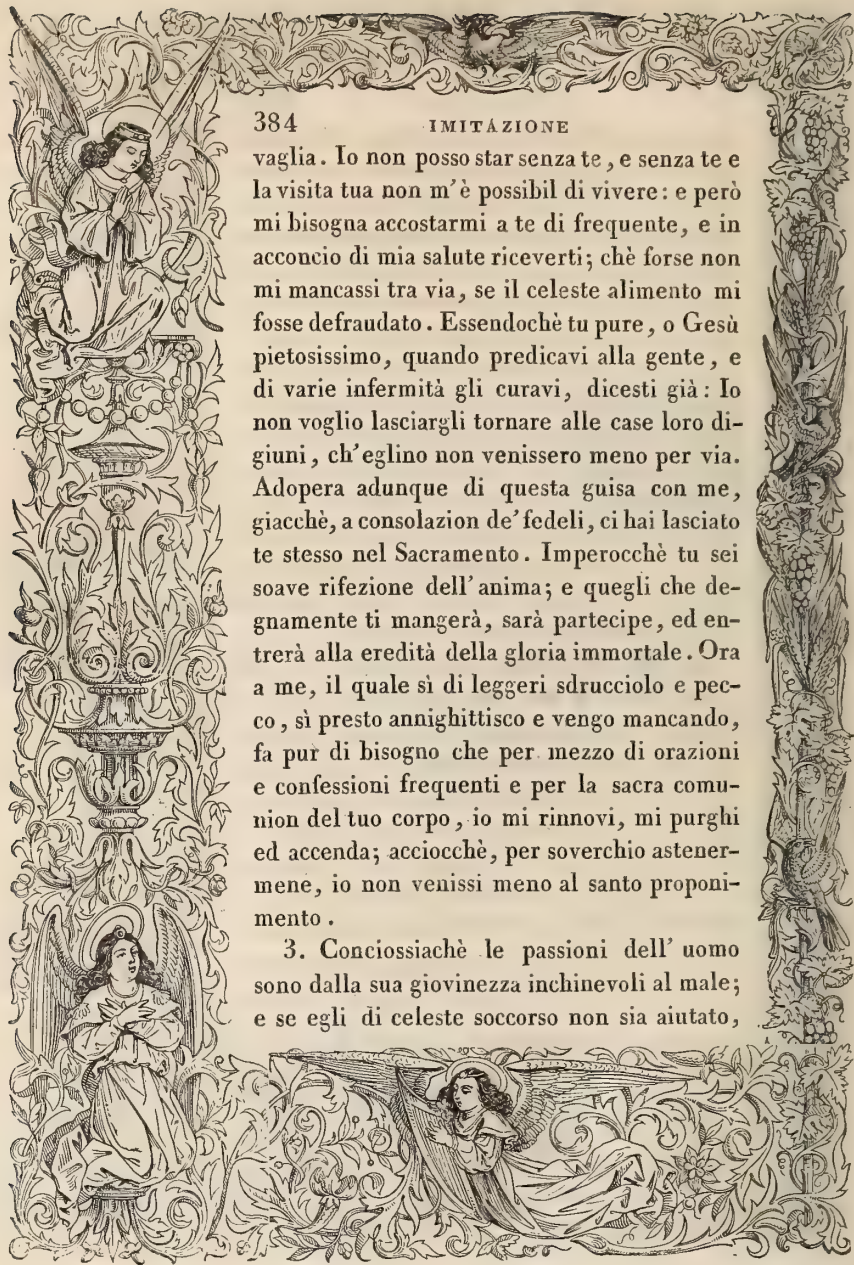 384 IMITAZIONE
vaglia. Io non posso star senza te, e senza te e
la visita tua non m'è possibil di vivere: e però
mi bisogna accostarmi a te di frequente, e in
acconcio di mia salute riceverti; chè forse non
mi mancassi tra via, se il celeste alimento mi
fosse defraudato. Essendochè tu pure, o Gesù
pietosissimo, quando predicavi alla gente, e
di varie infermità gli curavi, dicesti già: Io
non voglio lasciargli tornare alle case loro di-
giuni, ch'eglino non venissero meno per via.
Adopera adunque di questa guisa con me,
giacchè, a consolazion de' fedeli, ci hai lasciato
te stesso nel Sacramento. Imperocchè tu sei
soave rifezione dell'anima; e quegli che de-
gnamente ti mangerà, sarà partecipe, ed en-
trerà alla eredità della gloria immortale. Ora
a me, il quale sì di leggeri sdrucciolo e pec-
co, sì presto annighittisco e vengo mancando,
fa pur di bisogno che per mezzo di orazioni
e confessioni frequenti e per la sacra comu-
nion del tuo corpo, io mi rinnovi, mi purghi
ed accenda; acciocchè, per soverchio astener-
mene, io non venissi meno al santo proponi-
mento.
3. Conciossiachè le passioni dell' uomo
sono dalla sua giovinezza inchinevoli al male;
e se egli di celeste soccorso non sia aiutato,